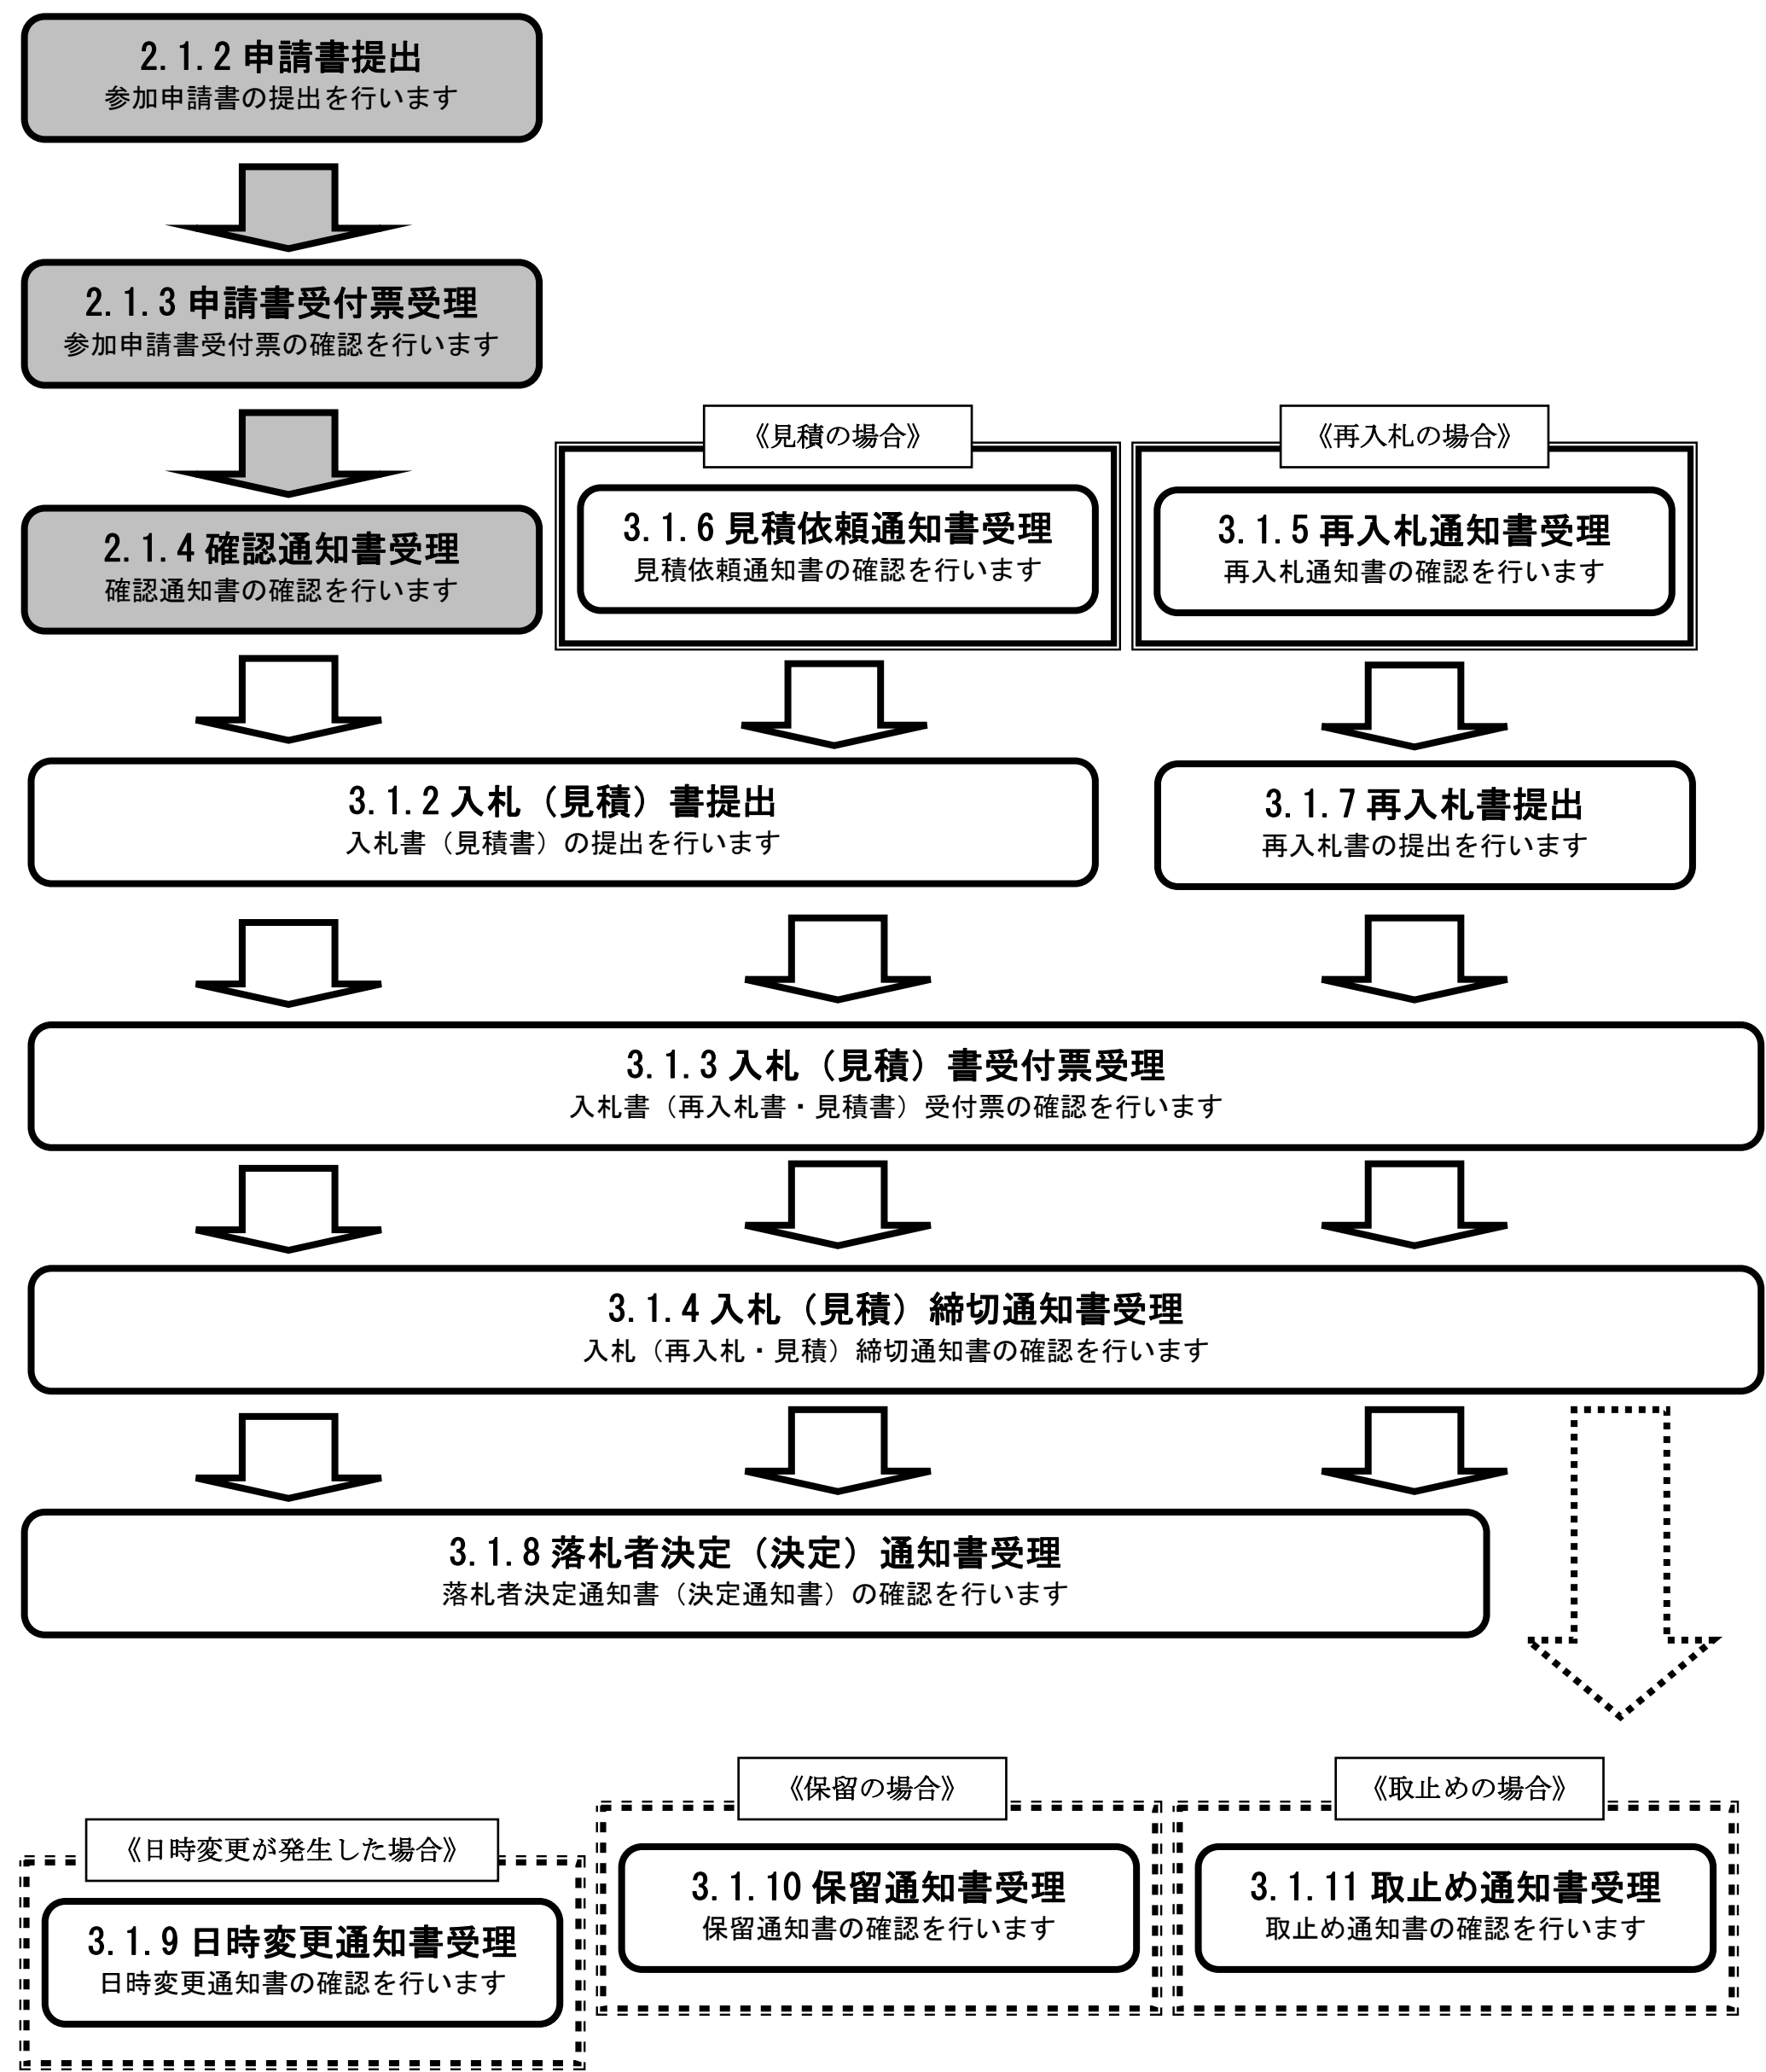 2.1.2 申請書提出
参加申請書の提出を行います
2.1.3 申請書受付票受理
参加申請書受付票の確認を行います
2.1.4 確認通知書受理
確認通知書の確認を行います
《見積の場合》
3.1.6 見積依頼通知書受理
見積依頼通知書の確認を行います
《再入札の場合》
3.1.5 再入札通知書受理
再入札通知書の確認を行います
3.1.2 入札（見積）書提出
入札書（見積書）の提出を行います
3.1.7 再入札書提出
再入札書の提出を行います
3.1.3 入札（見積）書受付票受理
入札書（再入札書・見積書）受付票の確認を行います
3.1.4 入札（見積）締切通知書受理
入札（再入札・見積）締切通知書の確認を行います
3.1.8 落札者決定（決定）通知書受理
落札者決定通知書（決定通知書）の確認を行います
《日時変更が発生した場合》
3.1.9 日時変更通知書受理
日時変更通知書の確認を行います
《保留の場合》
3.1.10 保留通知書受理
保留通知書の確認を行います
《取止めの場合》
3.1.11 取止め通知書受理
取止め通知書の確認を行います